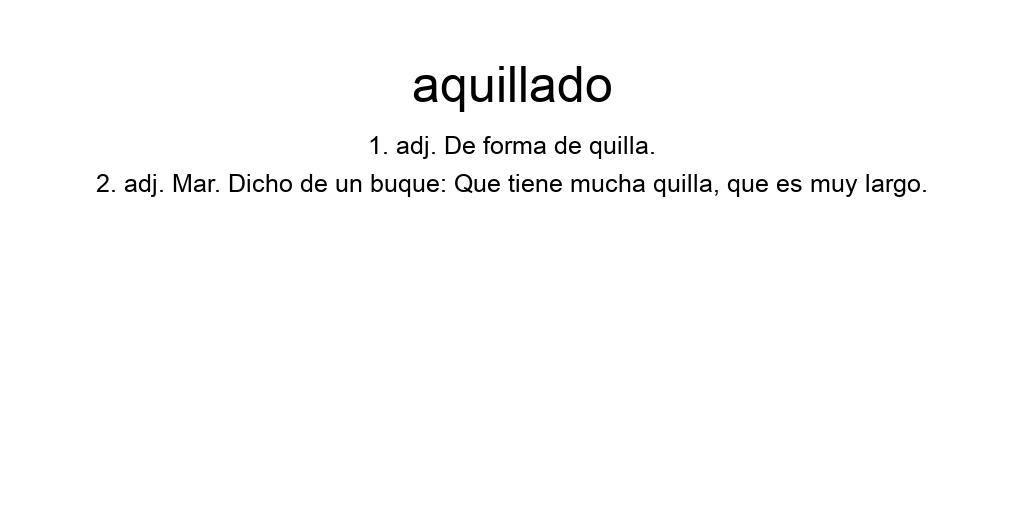 aquillado
1. adj. De forma de quilla.
2. adj. Mar. Dicho de un buque: Que tiene mucha quilla, que es muy largo.